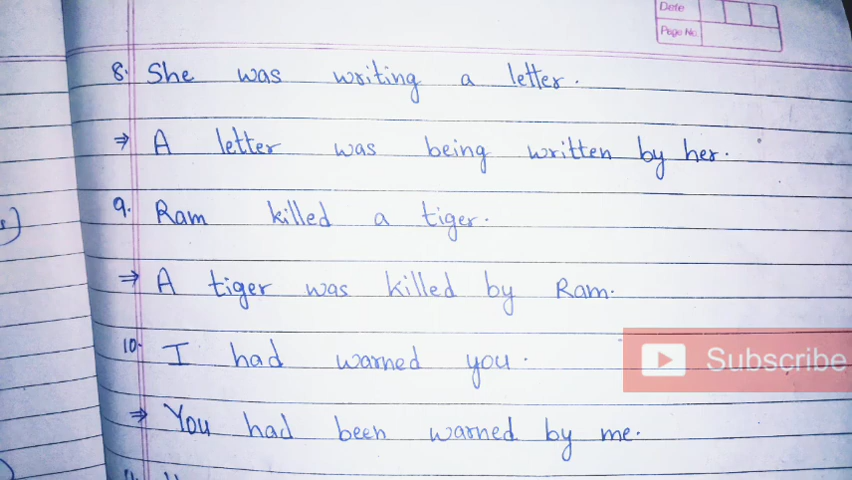 Date
Page No.
8. She was writing a letter.
⇒ A letter was being written by her.
9. Ram killed a tiger.
⇒ A tiger was killed by Ram.
10. I had warned you.
Subscribe
⇒ You had been warned by me.